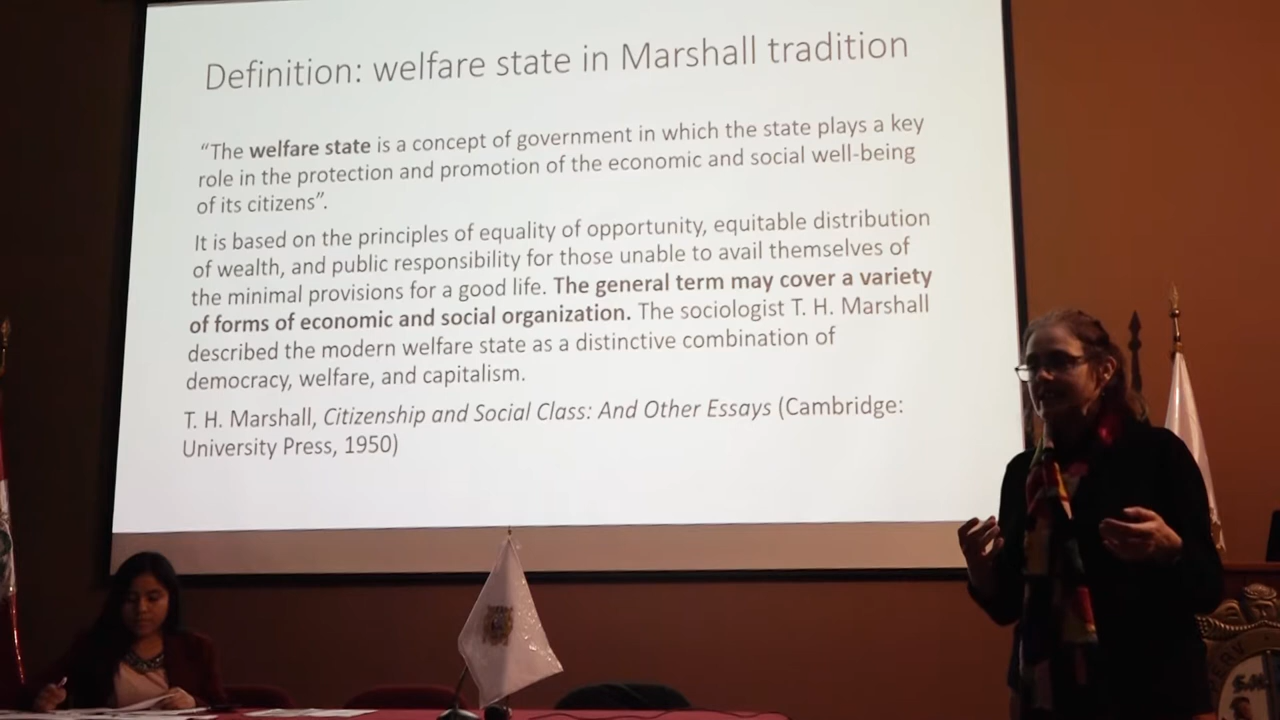 Definition: welfare state in Marshall tradition
“The welfare state is a concept of government in which the state plays a key
role in the protection and promotion of the economic and social well-being
of its citizens”.
It is based on the principles of equality of opportunity, equitable distribution
of wealth, and public responsibility for those unable to avail themselves of
the minimal provisions for a good life. The general term may cover a variety
of forms of economic and social organization. The sociologist T. H. Marshall
described the modern welfare state as a distinctive combination of
democracy, welfare, and capitalism.
T. H. Marshall, Citizenship and Social Class: And Other Essays (Cambridge:
University Press, 1950)